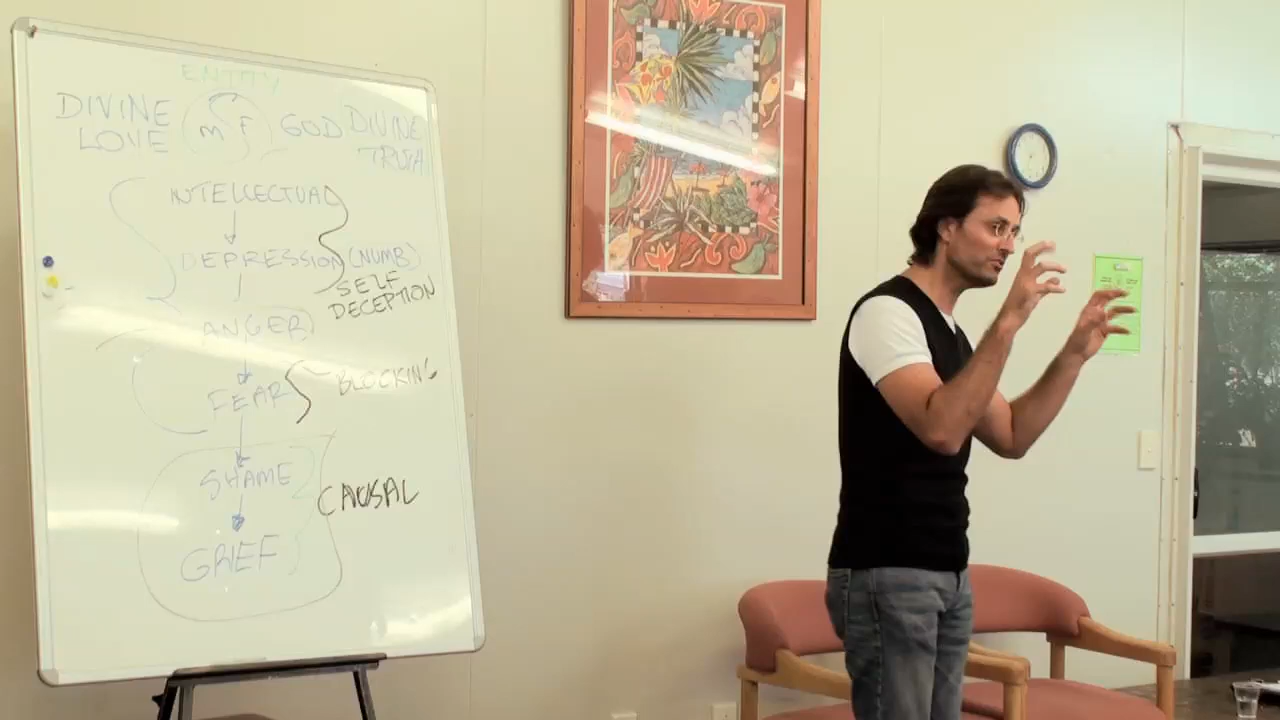 ENTITY
DIVINE LOVE
M F
GOD
DIVINE TRUTH
INTELLECTUAL
DEPRESSION (NUMB)
SELF
DECEPTION
ANGER
FEAR
BLOCKING
SHAME
CAUSAL
GRIEF